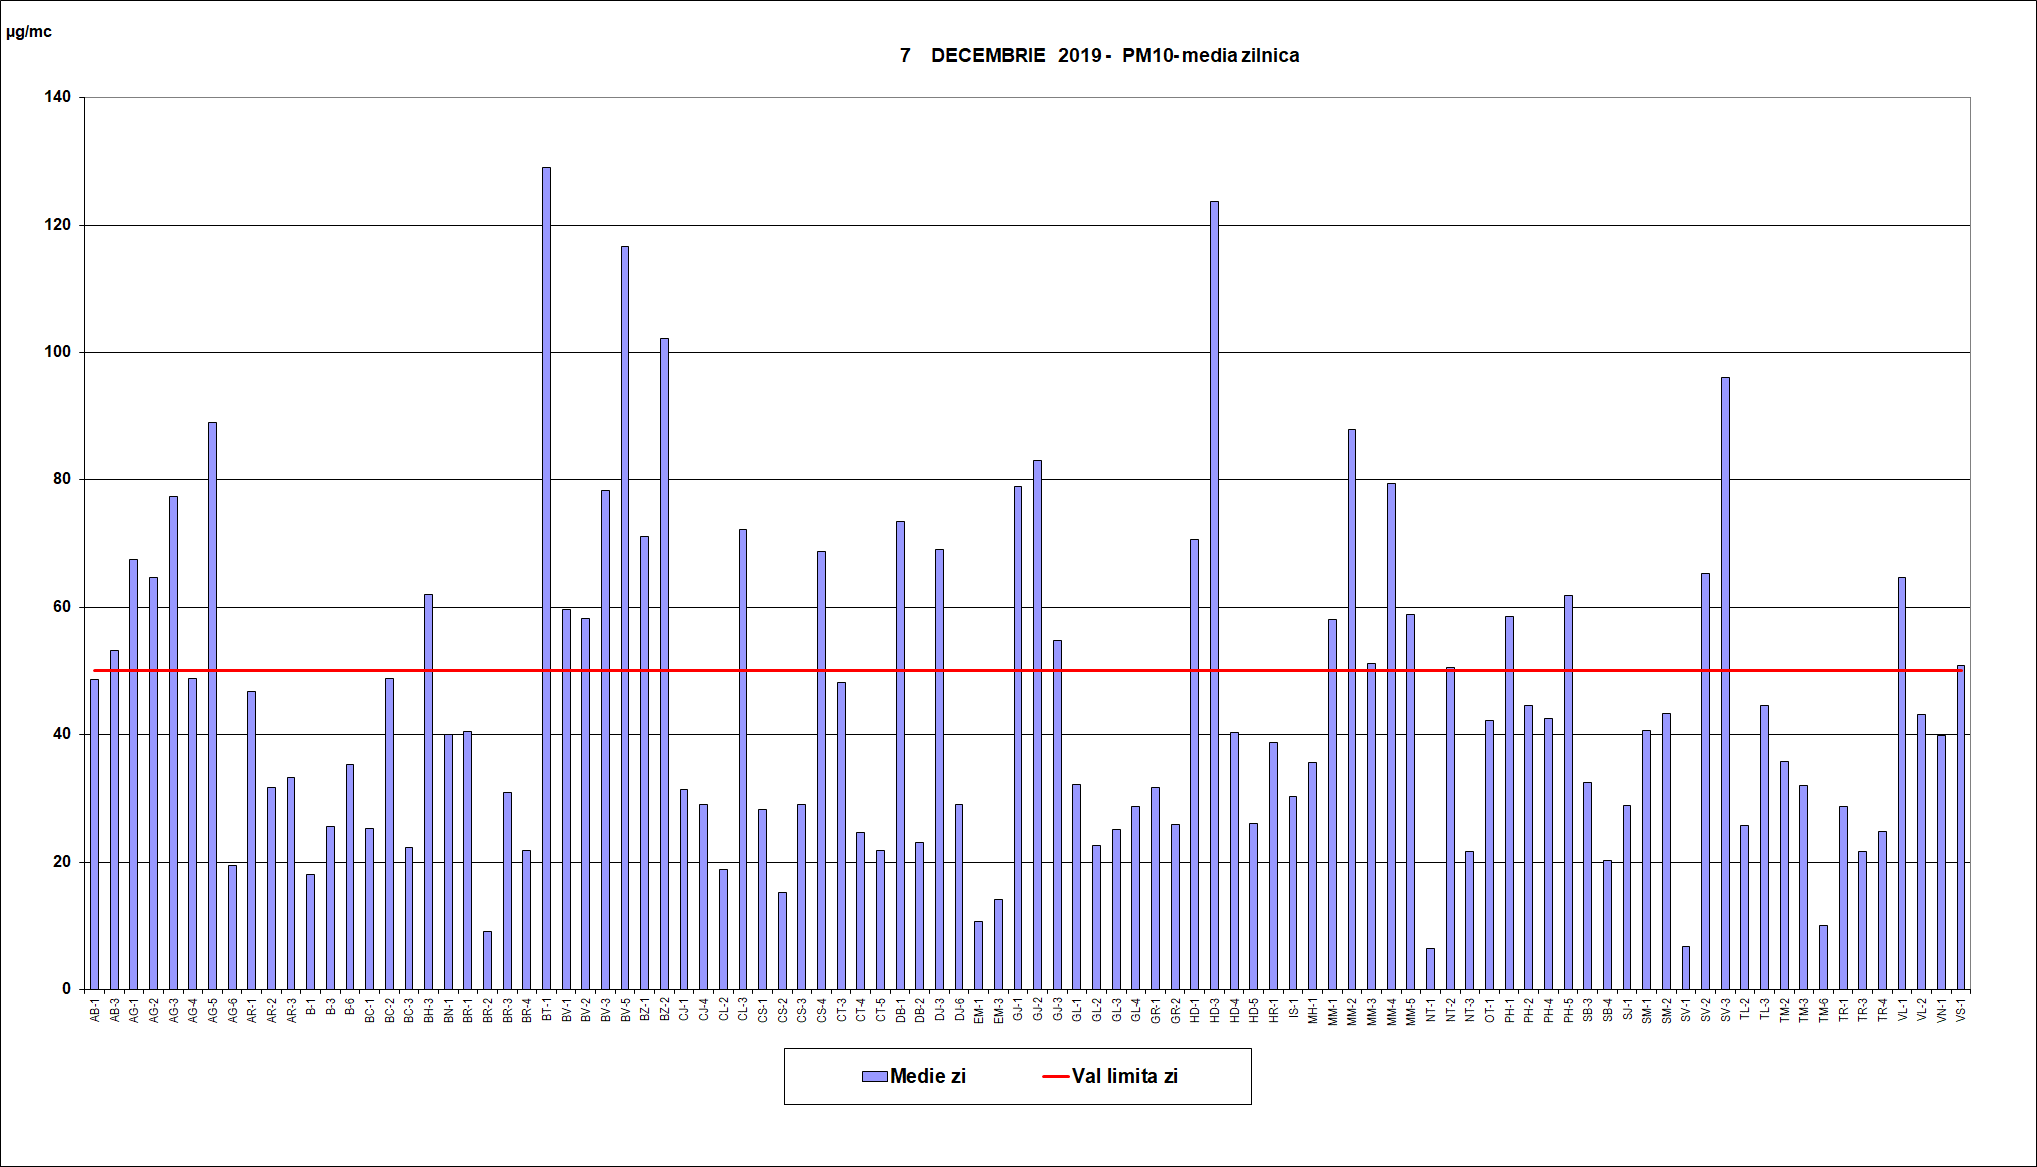 µg/mc
7 DECEMBRIE 2019 - PM10- media zilnica
140
120
100
80
60
40
20
0
AB-1 AB-3 AG-1 AG-2 AG-3 AG-4 AG-5 AG-6 AR-1 AR-2 AR-3 B-1 B-3 B-6 BC-1 BC-2 BC-3 BH-3 BN-1 BR-1 BR-2 BR-3 BR-4 BT-1 BV-1 BV-2 BV-3 BV-5 BZ-1 BZ-2 CJ-1 CJ-4 CL-2 CL-3 CS-1 CS-2 CS-3 CS-4 CT-3 CT-4 CT-5 DB-1 DB-2 DJ-3 DJ-6 EM-1 EM-3 GJ-1 GJ-2 GJ-3 GL-1 GL-2 GL-3 GL-4 GR-1 GR-2 HD-1 HD-3 HD-4 HD-5 HR-1 IS-1 MH-1 MM-1 MM-2 MM-3 MM-4 MM-5 NT-1 NT-2 NT-3 OT-1 PH-1 PH-2 PH-4 PH-5 SB-3 SB-4 SJ-1 SM-1 SM-2 SV-1 SV-2 SV-3 TL-2 TL-3 TM-2 TM-3 TM-6 TR-1 TR-3 TR-4 VL-1 VL-2 VN-1 VS-1
Medie zi Val limita zi